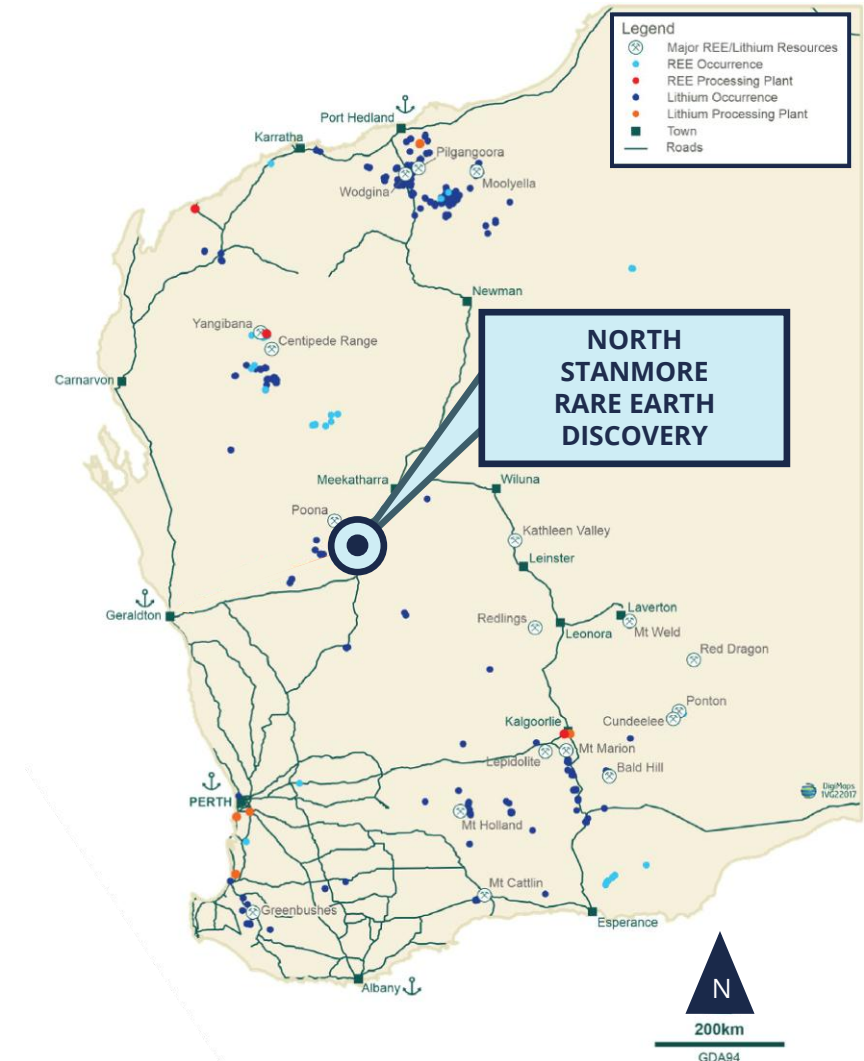 Legend
Major REE/Lithium Resources
REE Occurrence
REE Processing Plant
Lithium Occurrence
Lithium Processing Plant
Town
Roads
Port Hedland
Karratha
Pilgangoora
Wodgina
Moolyella
Newman
Yangibana
Centipede Range
NORTH
STANMORE
RARE EARTH
DISCOVERY
Carnarvon
Meekatharra
Wiluna
Poona
Kathleen Valley
Leinster
Geraldton
Redlings
Laverton
Leonora
Mt Weld
Red Dragon
Ponton
Kalgoorlie
Cundeelee
Mt Marion
Lepidolite
Bald Hill
DigiMaps
IVG22017
PERTH
Mt Holland
Mt Cattlin
Greenbushes
Esperance
Albany
N
200km
GDA94